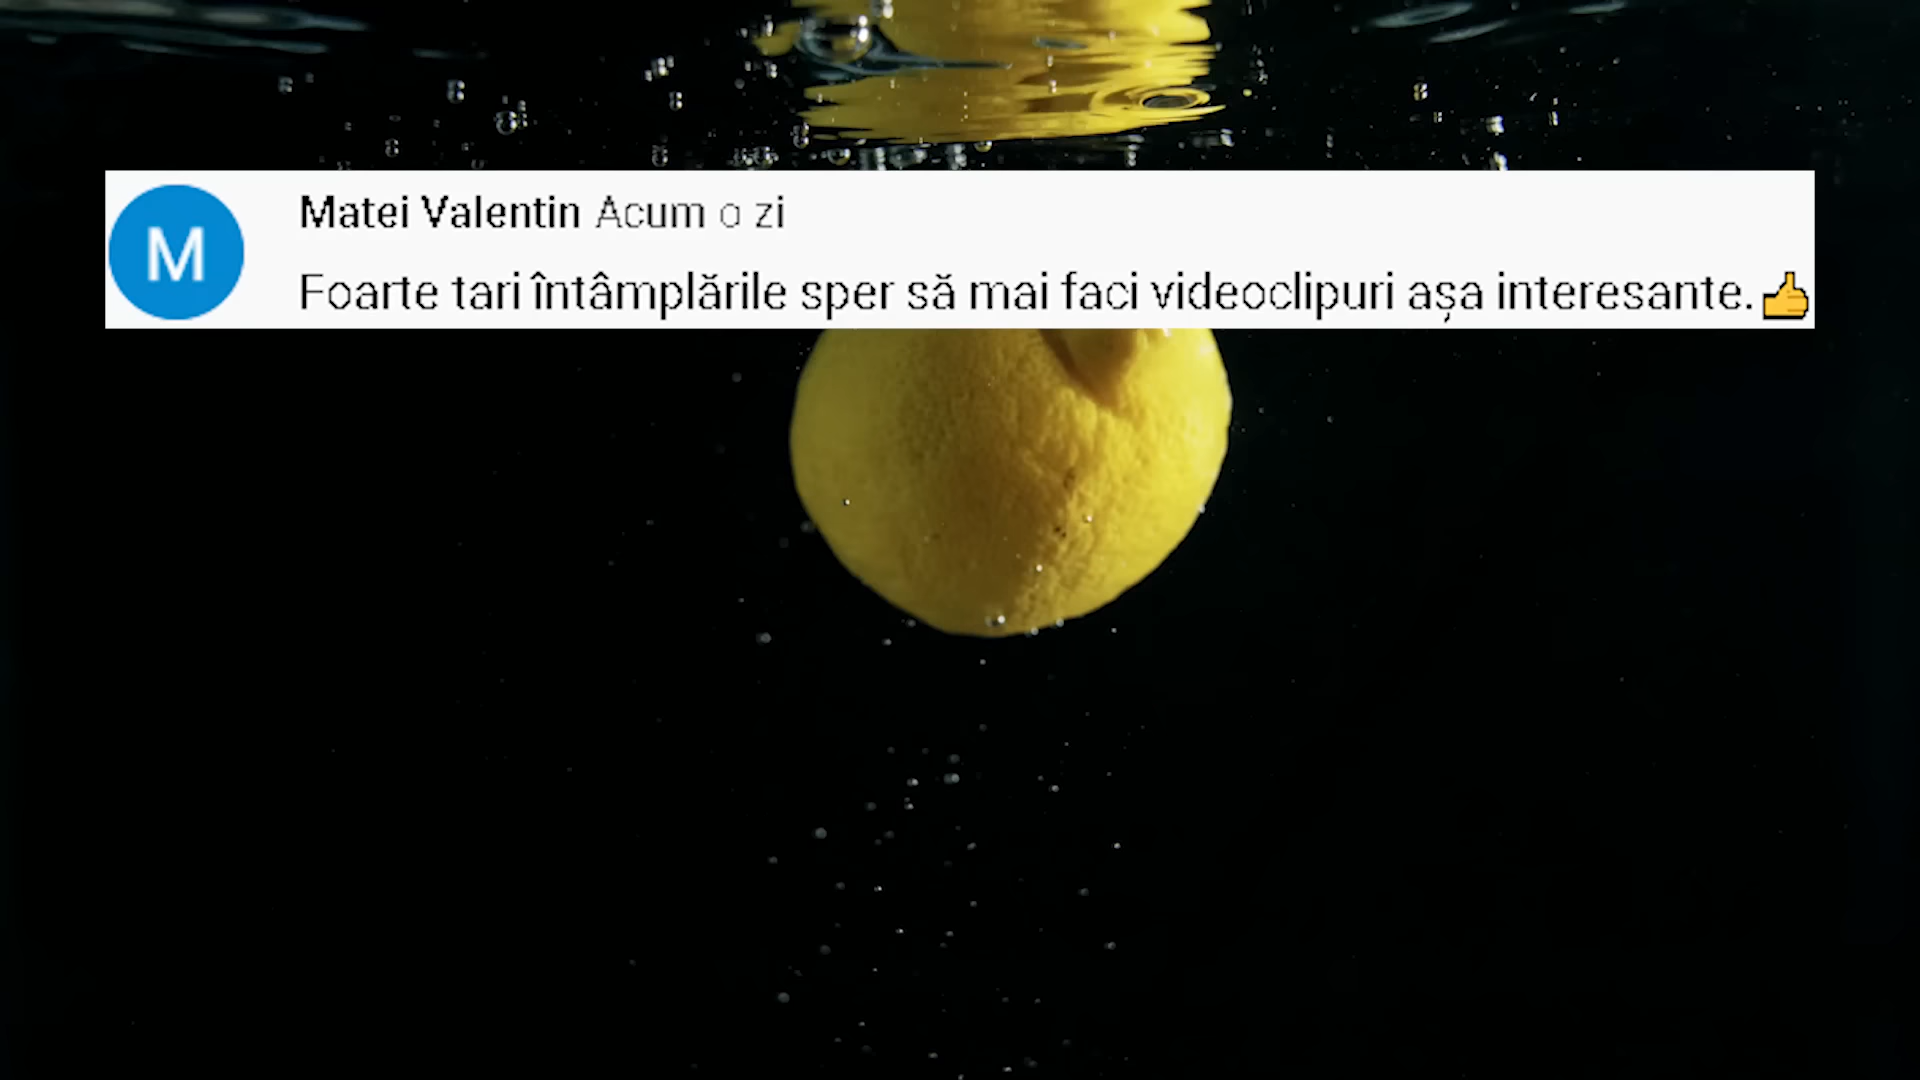 M
Matei Valentin Acum o zi
Foarte tari întâmplările sper să mai faci videoclipuri așa interesante.👍